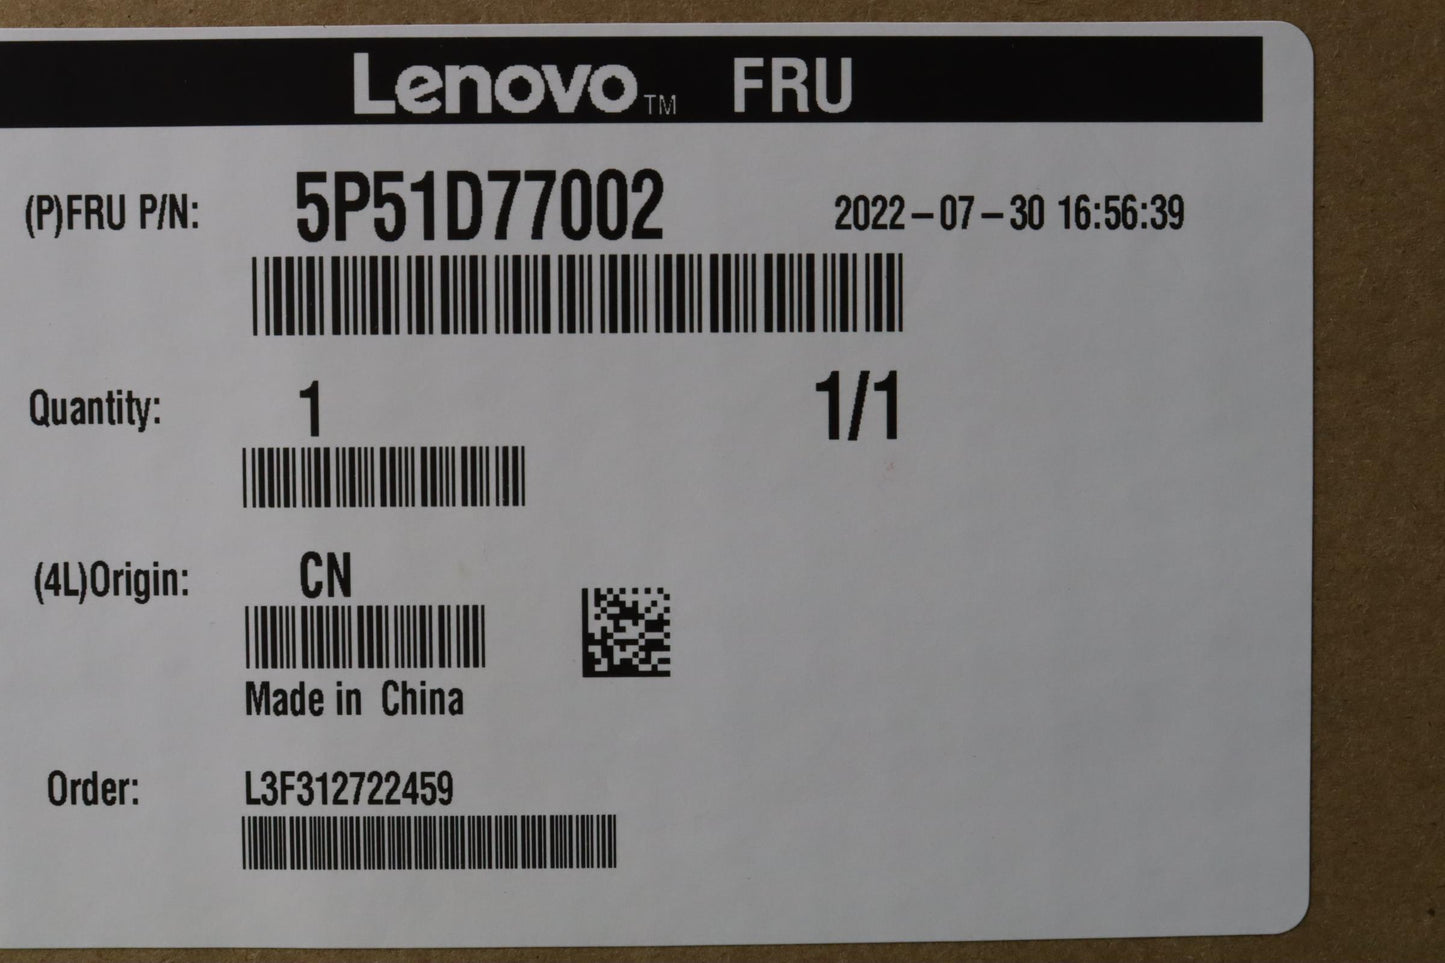 Lenovo™ FRU
(P)FRU P/N: 5P51D77002 2022-07-30 16:56:39
Quantity: 1 1/1
(4L)Origin: CN
Made in China
Order: L3F312722459